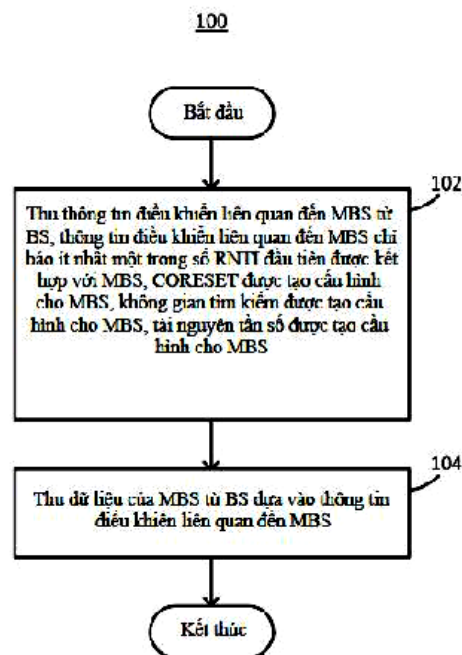 100
Bắt đầu
102
Thu thông tin điều khiển liên quan đến MBS từ
BS, thông tin điều khiển liên quan đến MBS chỉ
báo ít nhất một trong số RNTI đầu tiên được kết
hợp với MBS, CORESET được tạo cấu hình
cho MBS, không gian tìm kiếm được tạo cấu
hình cho MBS, tài nguyên tần số được tạo cấu
hình cho MBS
104
Thu dữ liệu của MBS từ BS dựa vào thông tin
điều khiển liên quan đến MBS
Kết thúc